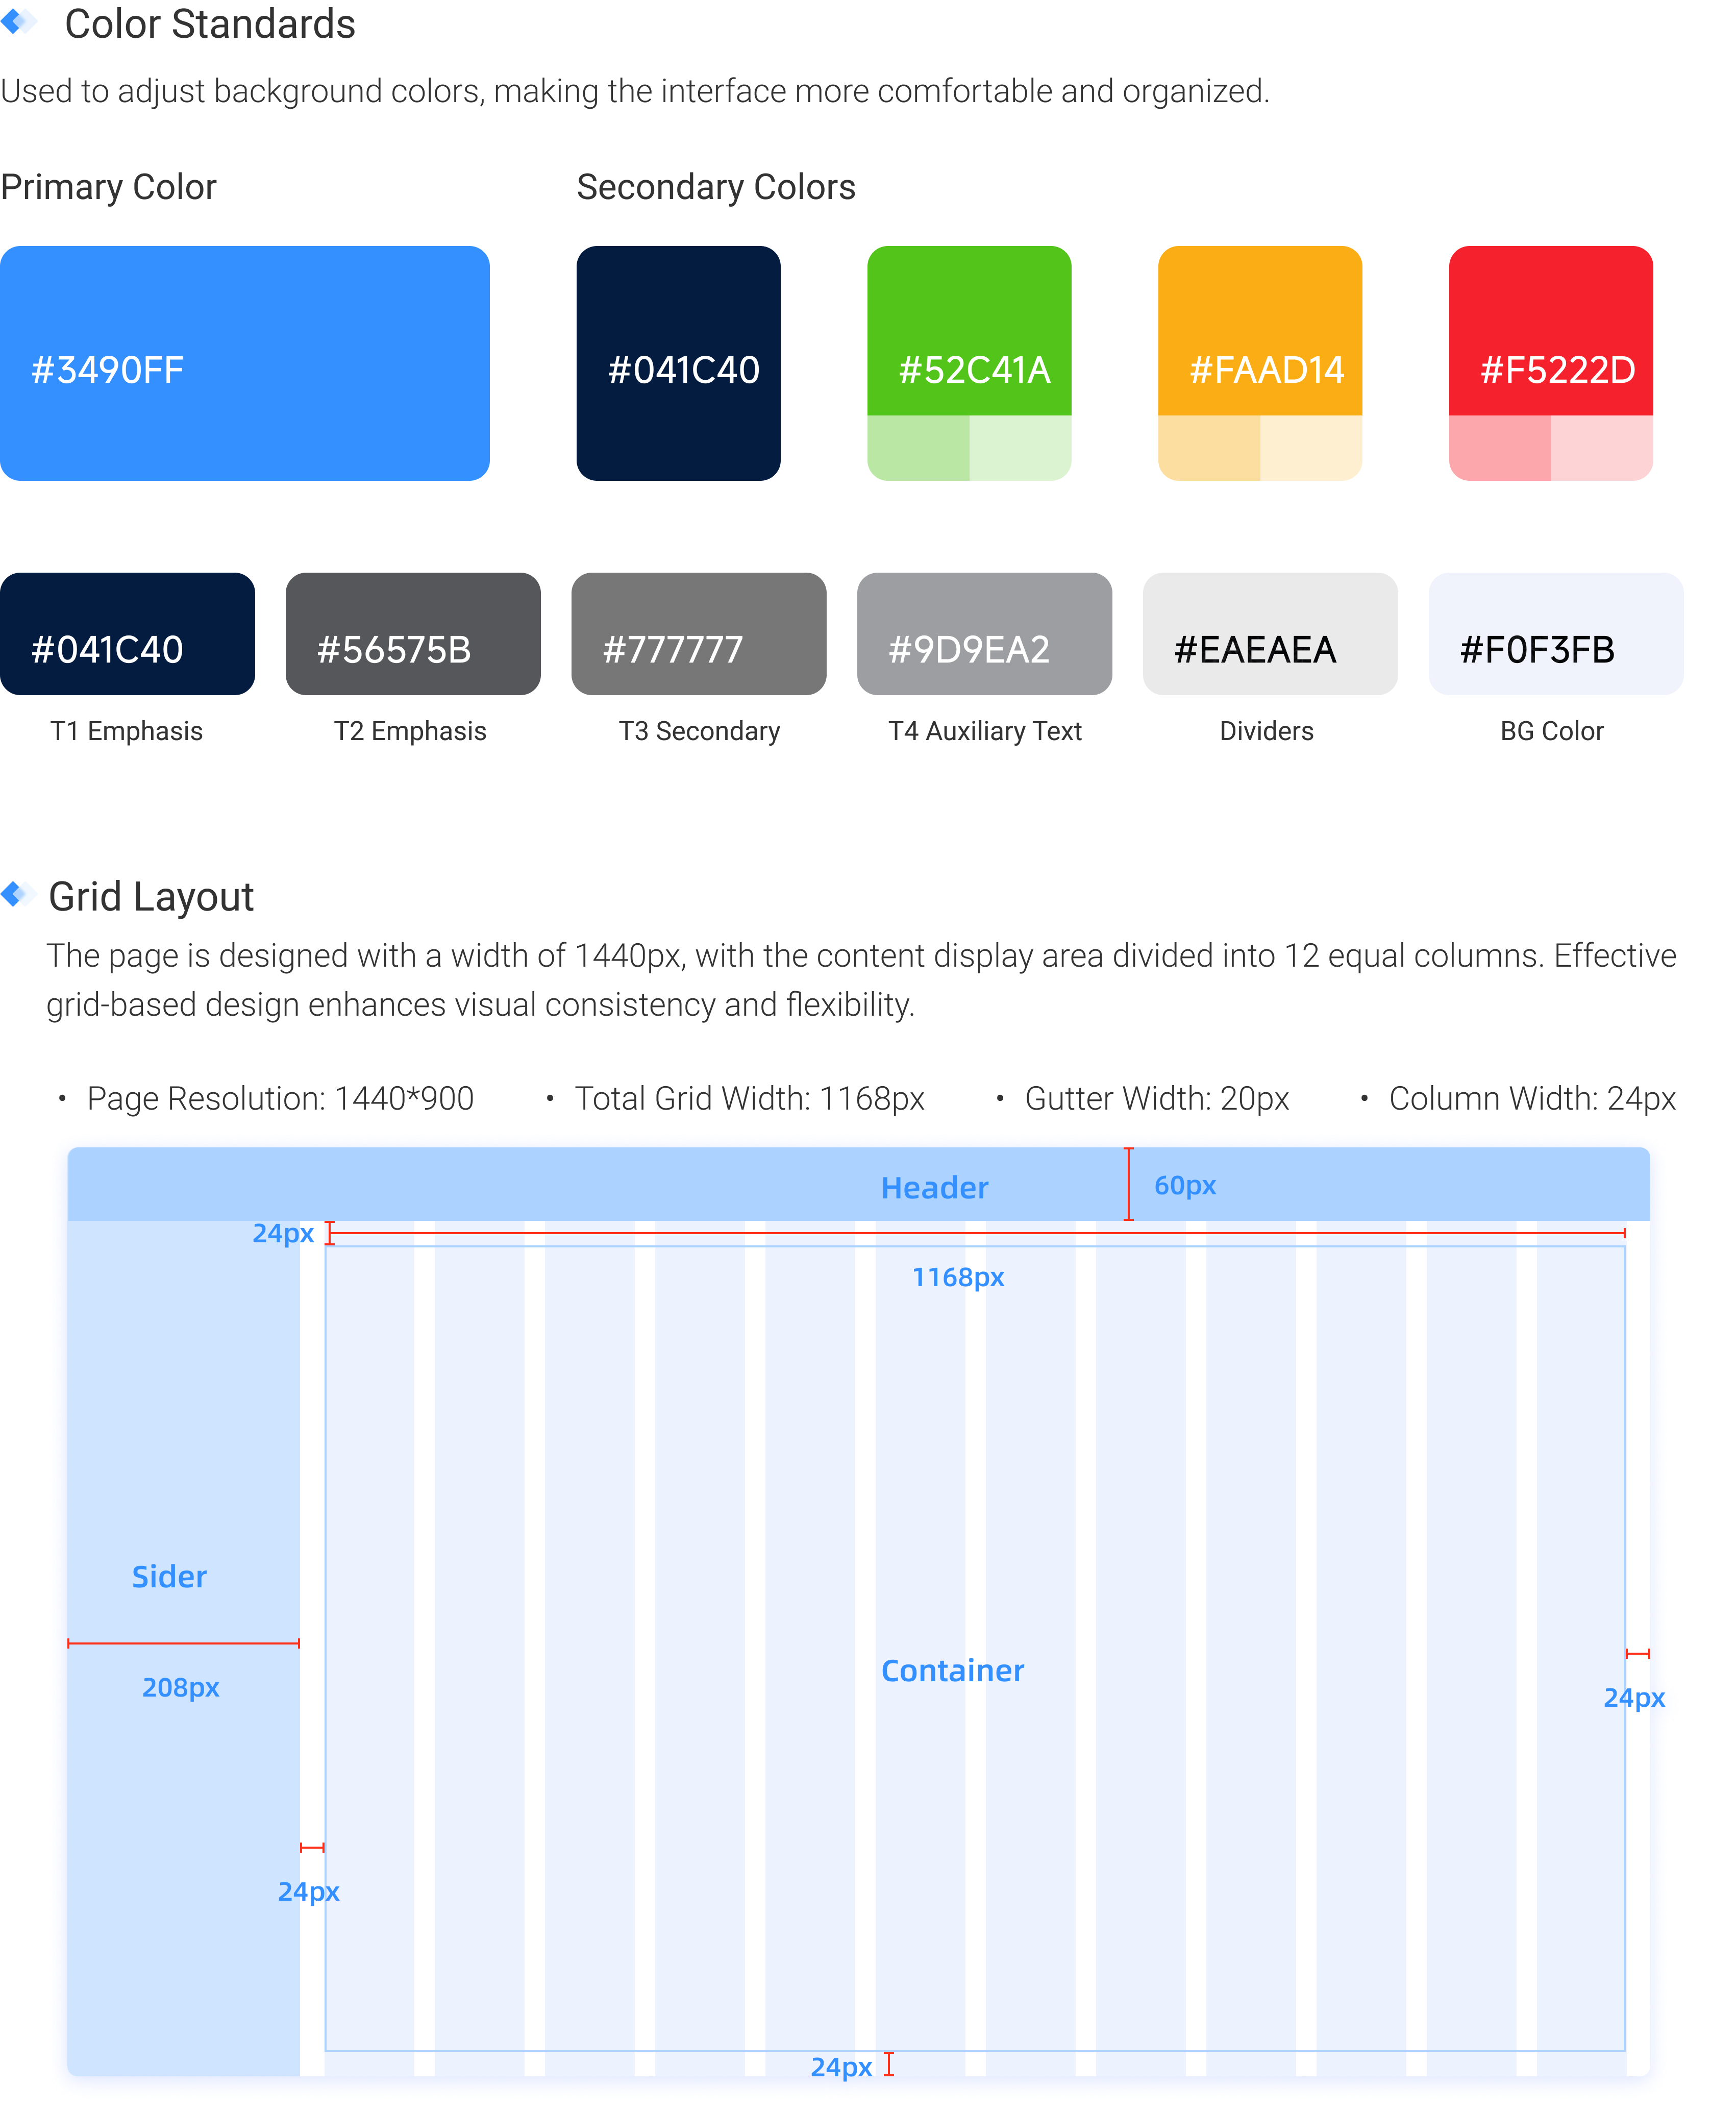 Color Standards
Used to adjust background colors, making the interface more comfortable and organized.
Primary Color
Secondary Colors
#3490FF
#041C40
#52C41A
#FAAD14
#F5222D
#041C40
#56575B
#777777
#9D9EA2
#EAEAEA
#F0F3FB
T1 Emphasis
T2 Emphasis
T3 Secondary
T4 Auxiliary Text
Dividers
BG Color
Grid Layout
The page is designed with a width of 1440px, with the content display area divided into 12 equal columns. Effective
grid-based design enhances visual consistency and flexibility.
• Page Resolution: 1440*900
• Total Grid Width: 1168px
• Gutter Width: 20px
• Column Width: 24px
Header
60px
24px
1168px
Sider
208px
Container
24px
24px
24px